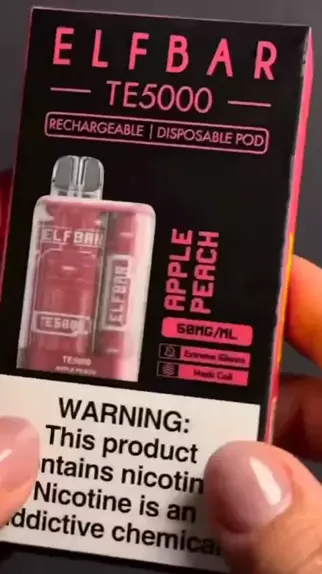 ELFBAR
TE5000
RECHARGEABLE | DISPOSABLE POD
ELFBAR
ELFBAR
TE5000
TE5000
APPLE PEACH
APPLE
PEACH
50MG/ML
Mesh Coil
WARNING:
This product
ntains nicotin
Nicotine is an
ddictive chemica